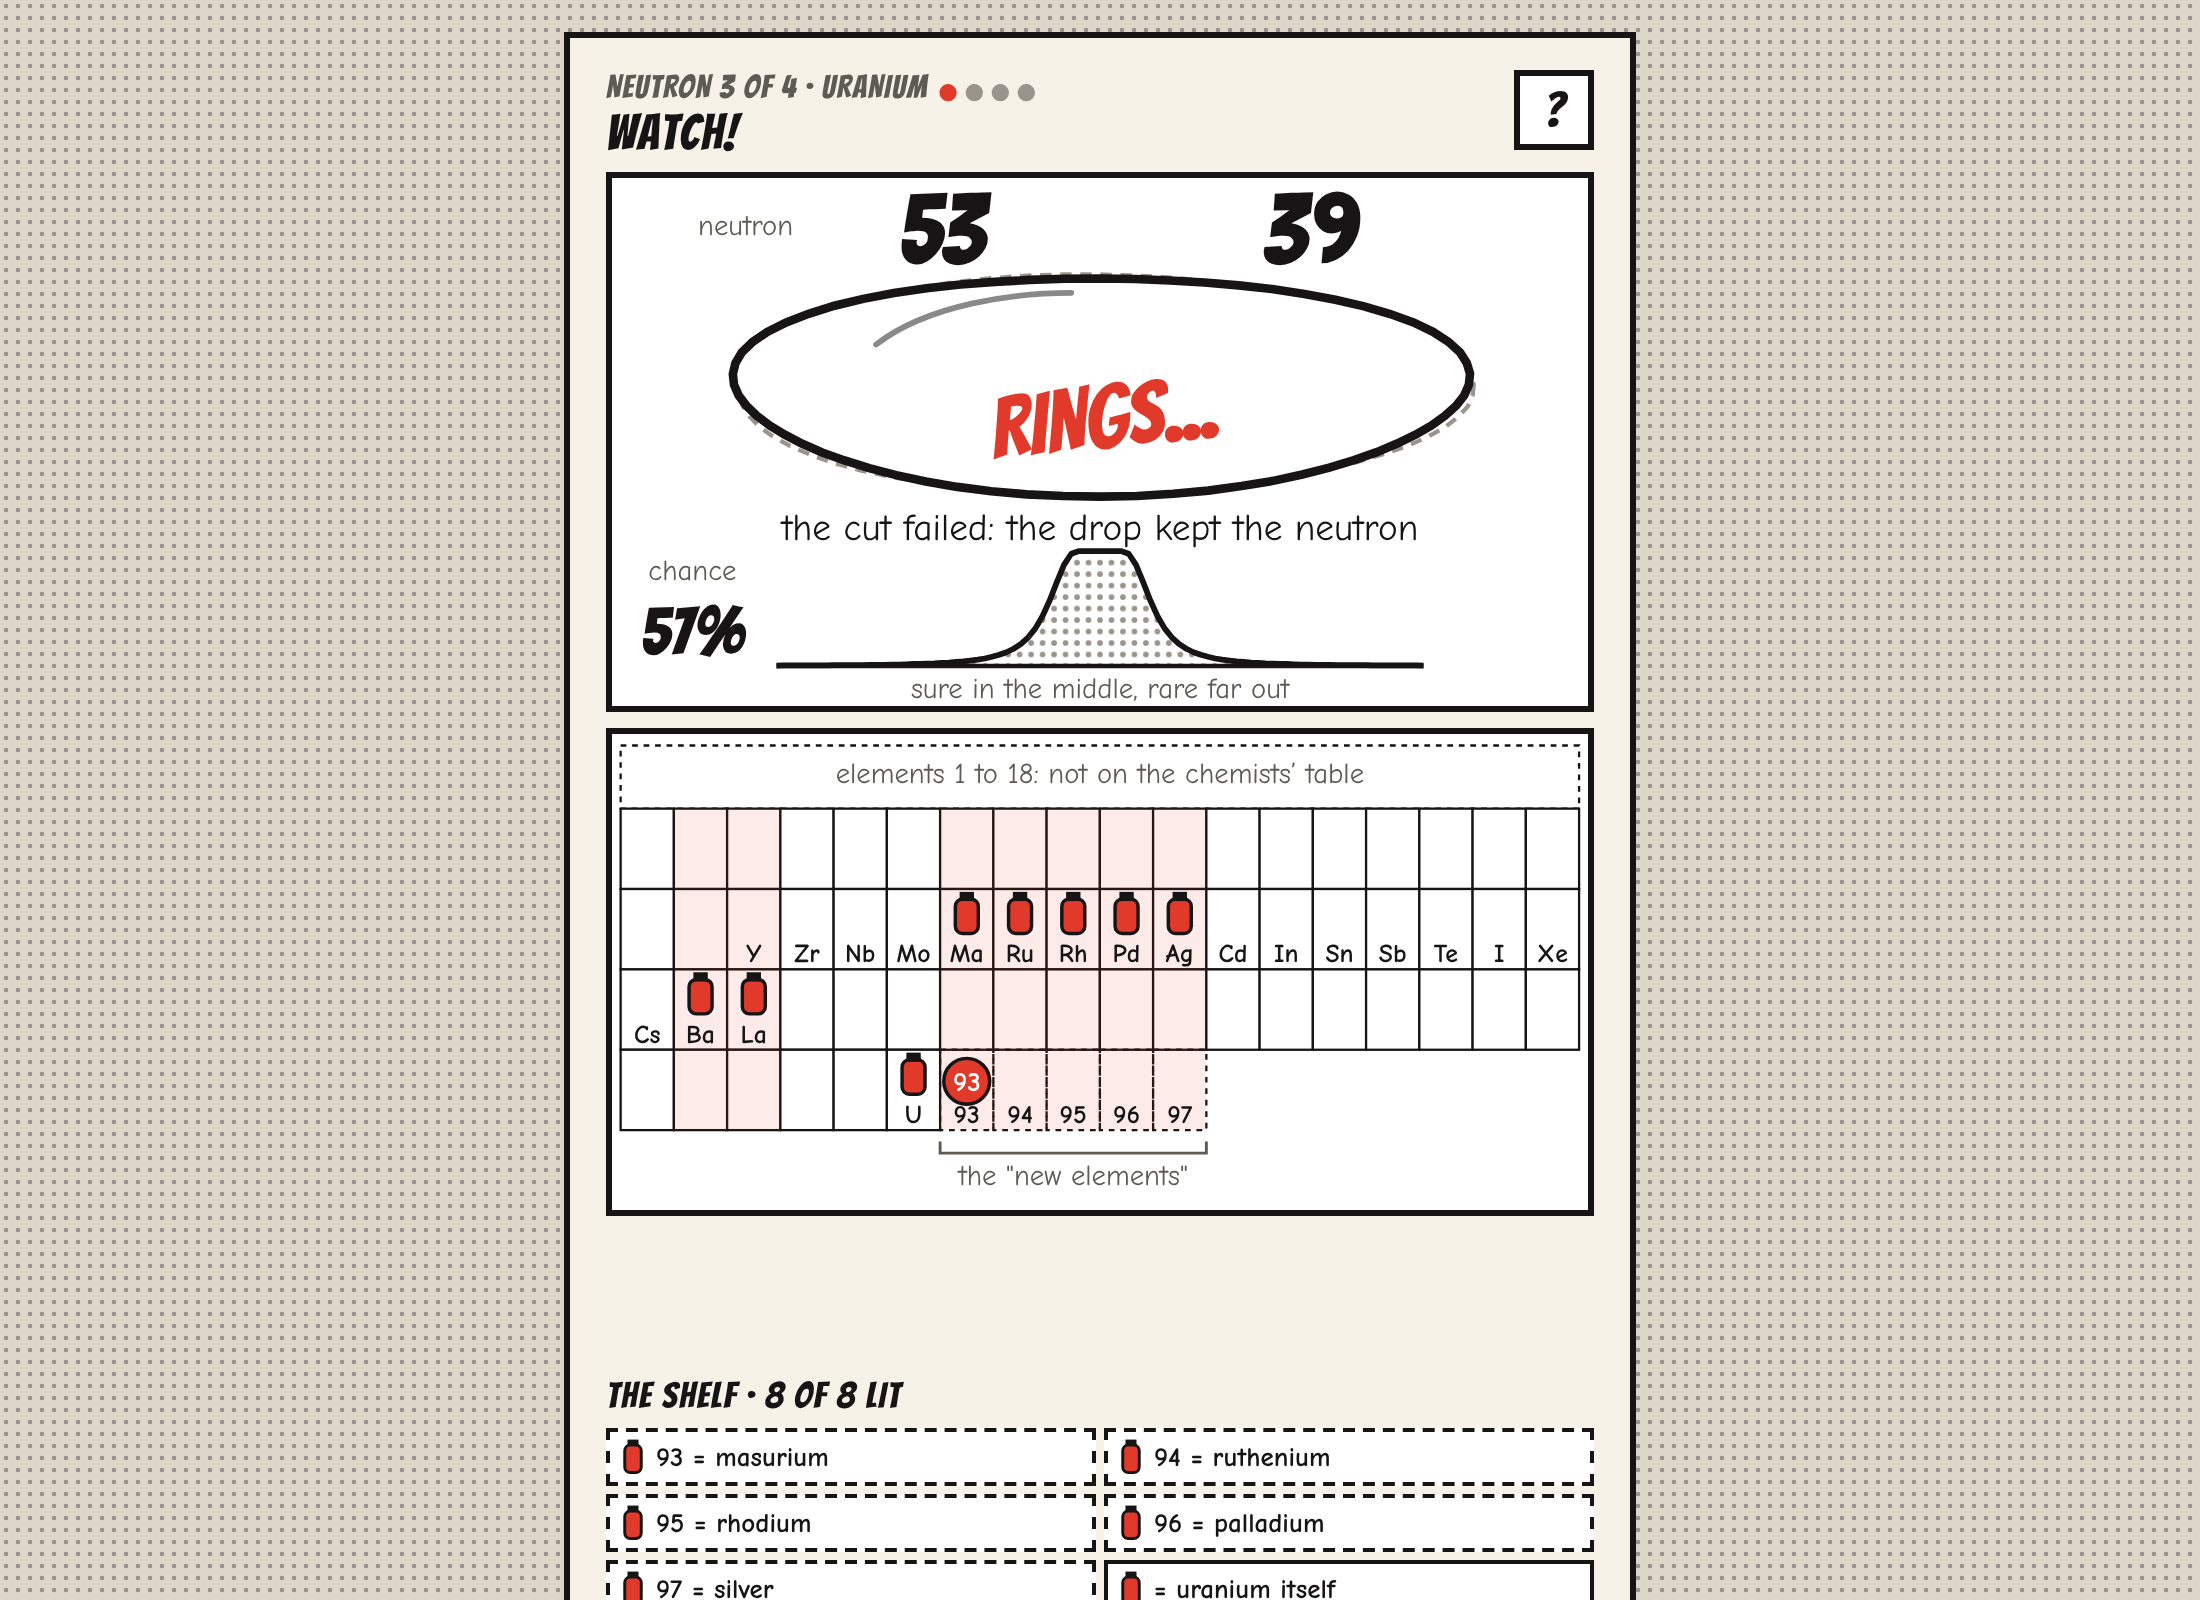 NEUTRON 3 OF 4 · URANIUM
WATCH!
?
neutron
53
39
RINGS...
the cut failed: the drop kept the neutron
chance
57%
sure in the middle, rare far out
elements 1 to 18: not on the chemists' table
Y Zr Nb Mo Ma Ru Rh Pd Ag Cd In Sn Sb Te I Xe
Cs Ba La
93
U 93 94 95 96 97
the "new elements"
THE SHELF · 8 OF 8 LIT
93 = masurium
94 = ruthenium
95 = rhodium
96 = palladium
97 = silver
= uranium itself